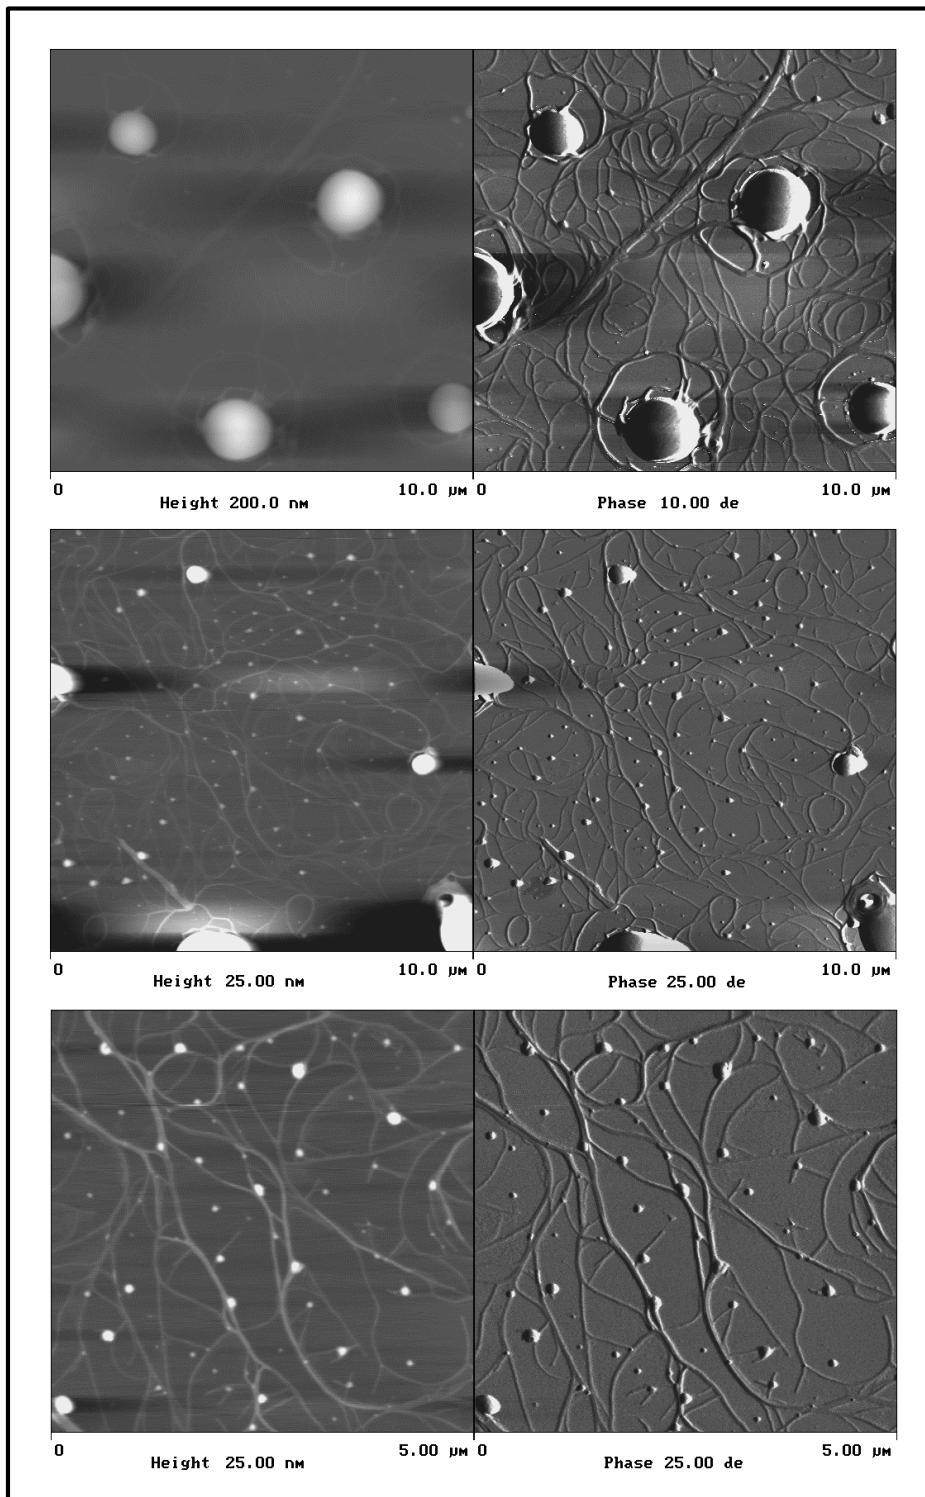 0 10.0 µm 0 10.0 µm
Height 200.0 nm Phase 10.00 de
0 10.0 µm 0 10.0 µm
Height 25.00 nm Phase 25.00 de
0 5.00 µm 0 5.00 µm
Height 25.00 nm Phase 25.00 de